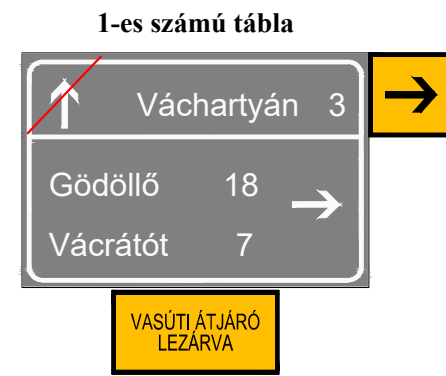 1-es számú tábla
Váchartyán 3
Gödöllő 18
Vácrátót 7
VASÚTI ÁTJÁRÓ
LEZÁRVA